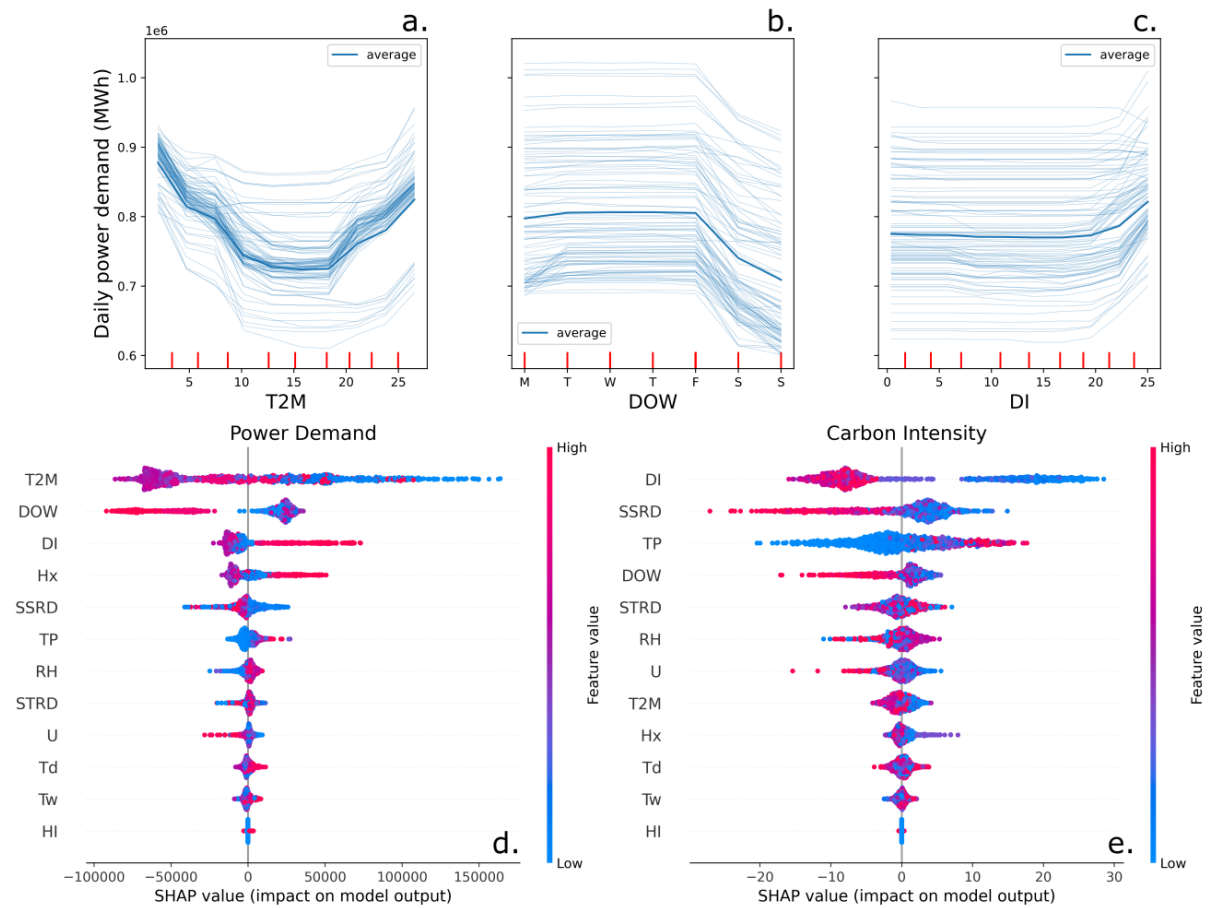 a.
b.
c.
1e6
average
average
average
Daily power demand (MWh)
1.0
0.9
0.8
0.7
0.6
5 10 15 20 25
T2M
M T W T F S S
DOW
0 5 10 15 20 25
DI
Power Demand
T2M
DOW
DI
Hx
SSRD
TP
RH
STRD
U
Td
Tw
HI
d.
−100000 −50000 0 50000 100000 150000
SHAP value (impact on model output)
High
Feature value
Low
Carbon Intensity
DI
SSRD
TP
DOW
STRD
RH
U
T2M
Hx
Td
Tw
HI
e.
−20 −10 0 10 20 30
SHAP value (impact on model output)
High
Feature value
Low